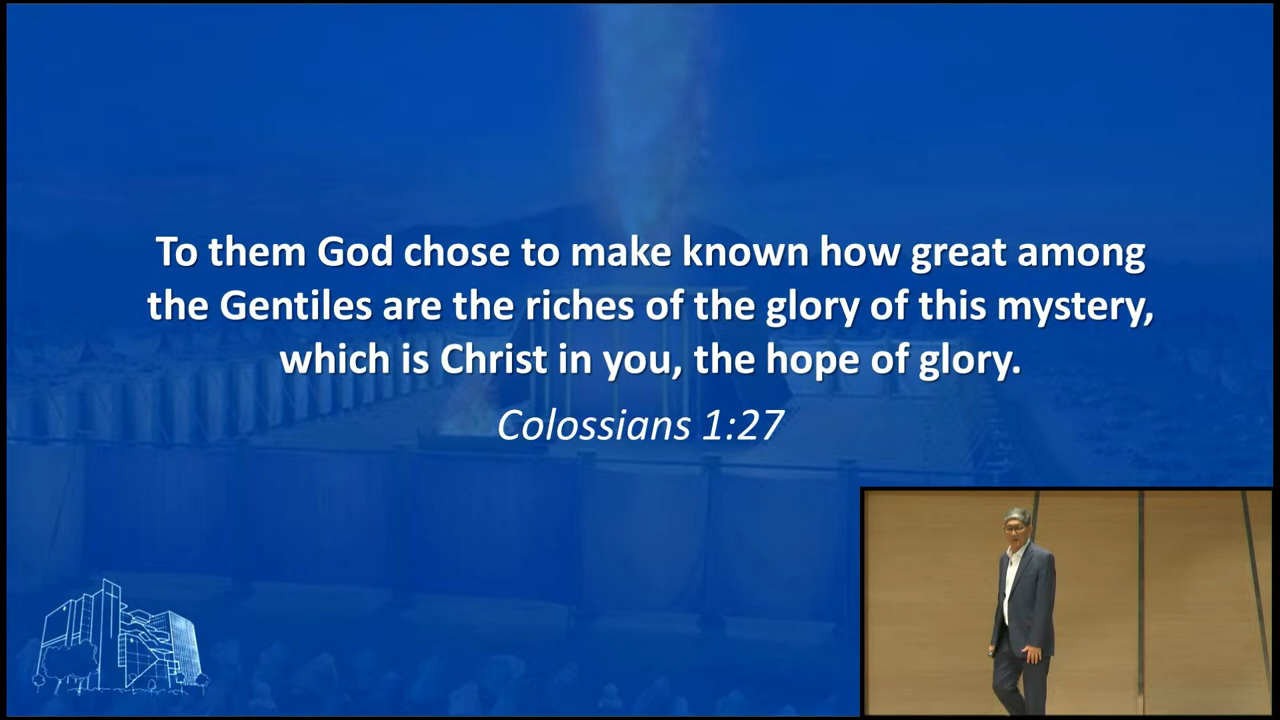 To them God chose to make known how great among
the Gentiles are the riches of the glory of this mystery,
which is Christ in you, the hope of glory.
Colossians 1:27